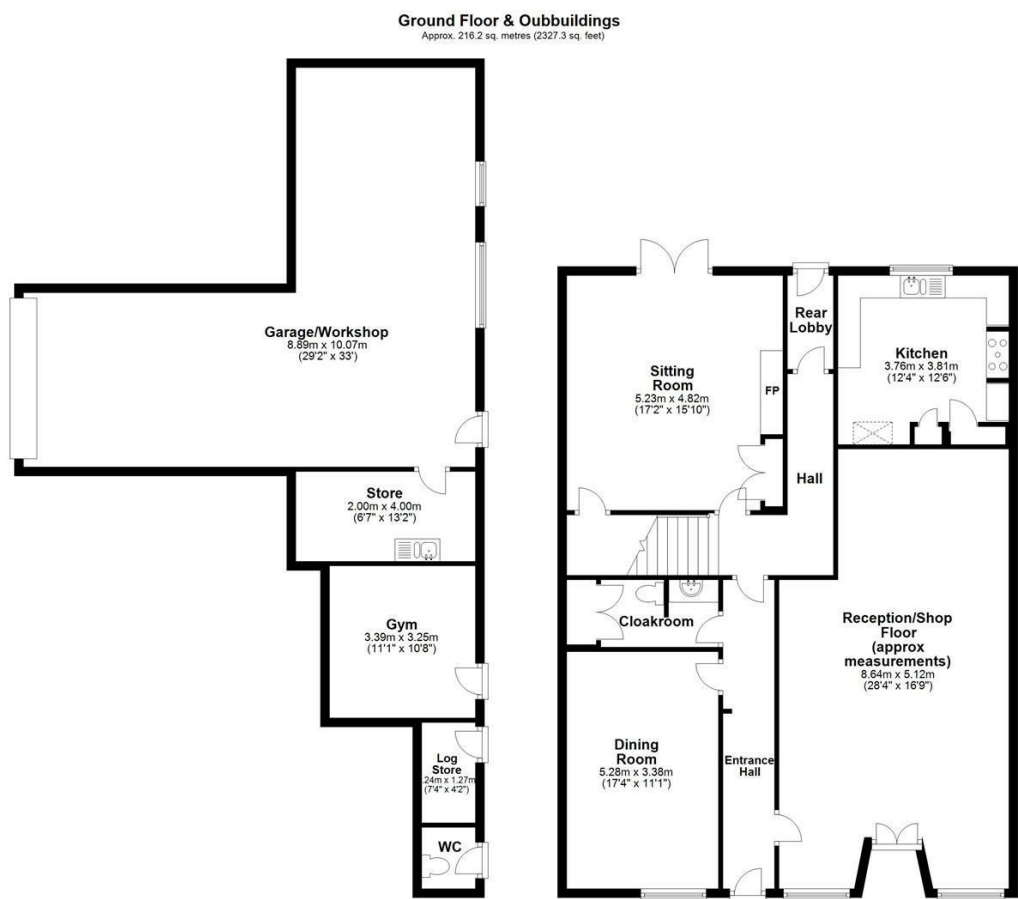 Ground Floor & Oubbuildings
Approx. 216.2 sq. metres (2327.3 sq. feet)
Garage/Workshop
8.89m x 10.07m
(29'2" x 33')
Store
2.00m x 4.00m
(6'7" x 13'2")
Gym
3.39m x 3.25m
(11'1" x 10'8")
Log
Store
.24m x 1.27m
(7'4" x 4'2")
WC
Sitting
Room
5.23m x 4.82m
(17'2" x 15'10")
FP
Rear
Lobby
Kitchen
3.76m x 3.81m
(12'4" x 12'6")
Hall
Cloakroom
Reception/Shop
Floor
(approx
measurements)
8.64m x 5.12m
(28'4" x 16'9")
Dining
Room
5.28m x 3.38m
(17'4" x 11'1")
Entrance
Hall